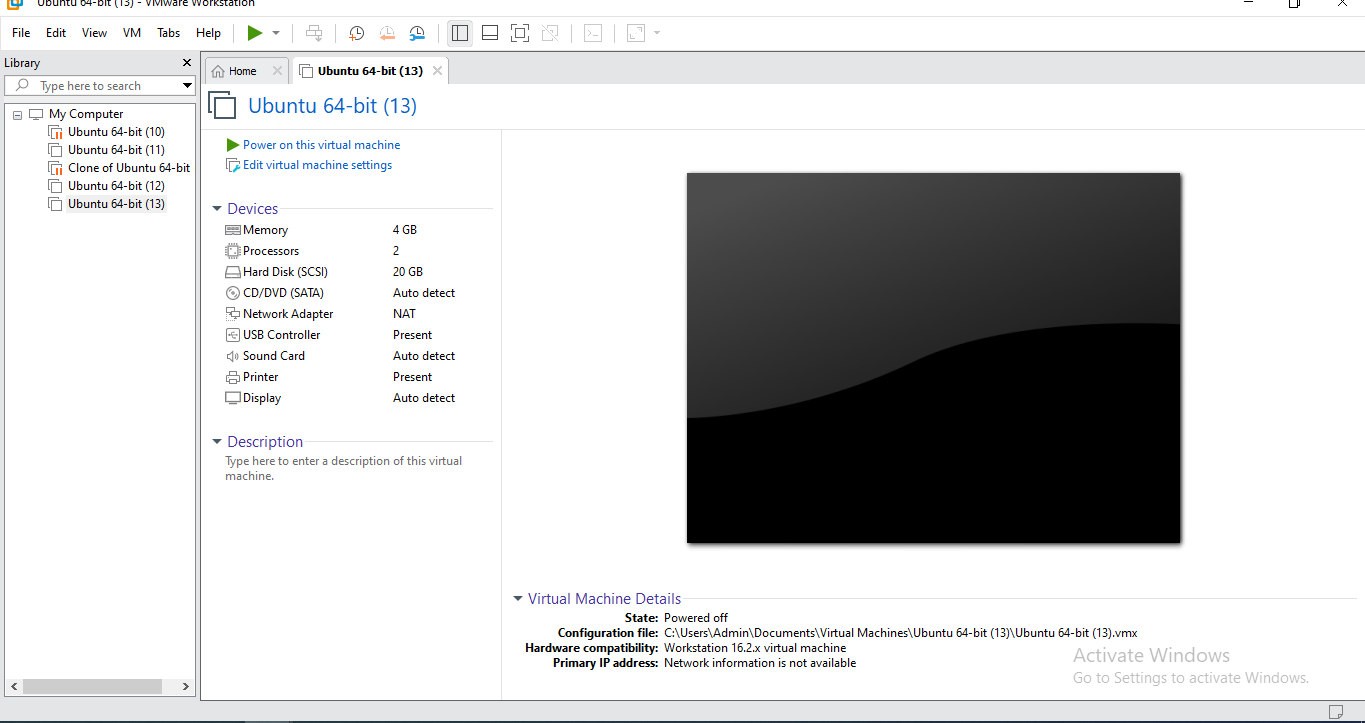 Ubuntu 64-bit (13) - VMware Workstation
File Edit View VM Tabs Help
Library
Type here to search
My Computer
Ubuntu 64-bit (10)
Ubuntu 64-bit (11)
Clone of Ubuntu 64-bit
Ubuntu 64-bit (12)
Ubuntu 64-bit (13)
Home
Ubuntu 64-bit (13)
Ubuntu 64-bit (13)
Power on this virtual machine
Edit virtual machine settings
Devices
Memory 4 GB
Processors 2
Hard Disk (SCSI) 20 GB
CD/DVD (SATA) Auto detect
Network Adapter NAT
USB Controller Present
Sound Card Auto detect
Printer Present
Display Auto detect
Description
Type here to enter a description of this virtual
machine.
Virtual Machine Details
State: Powered off
Configuration file: C:\Users\Admin\Documents\Virtual Machines\Ubuntu 64-bit (13)\Ubuntu 64-bit (13).vmx
Hardware compatibility: Workstation 16.2.x virtual machine
Primary IP address: Network information is not available
Activate Windows
Go to Settings to activate Windows.